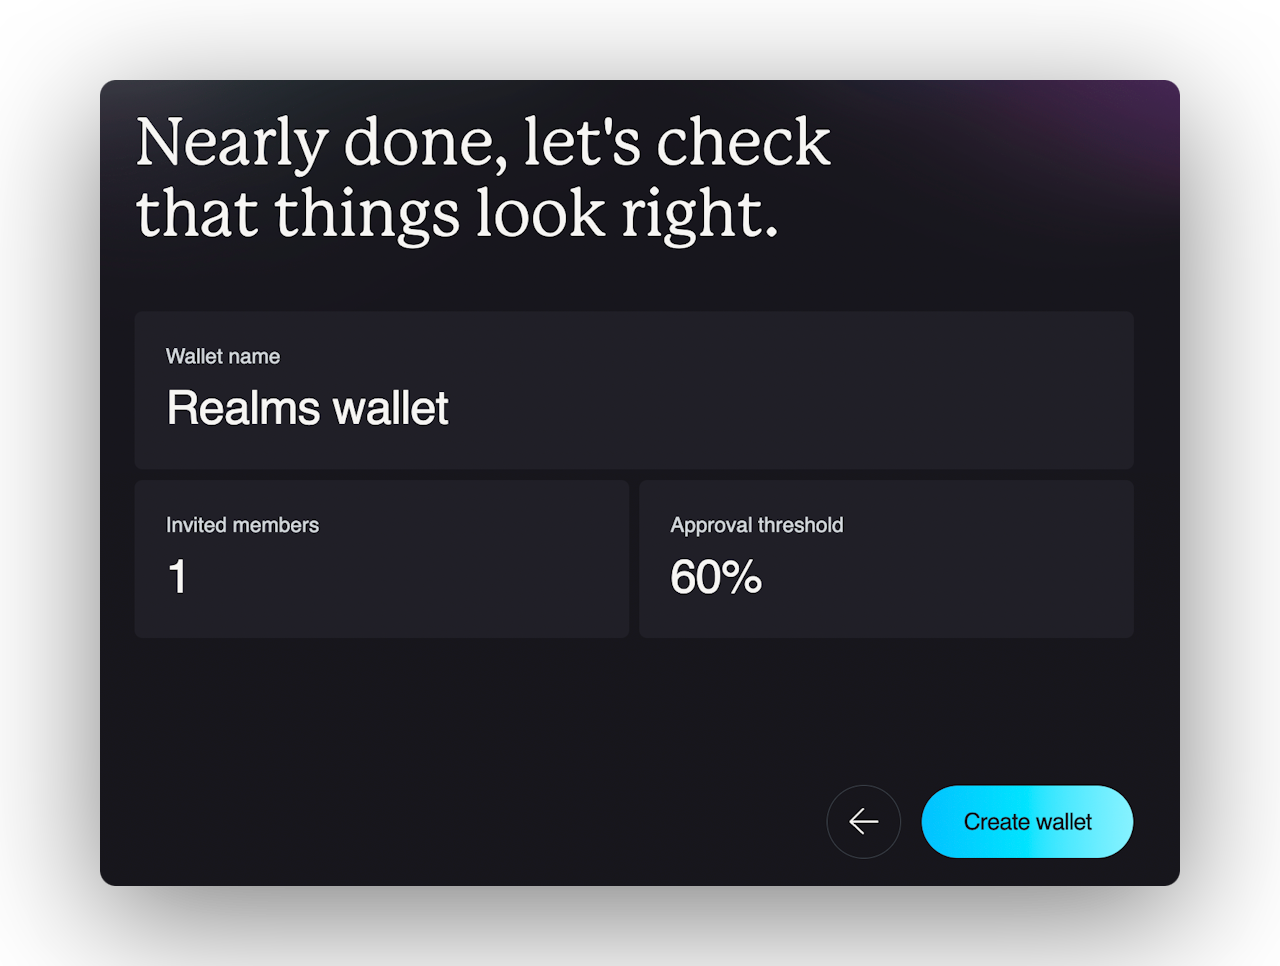 Nearly done, let's check
that things look right.
Wallet name
Realms wallet
Invited members
1
Approval threshold
60%
Create wallet